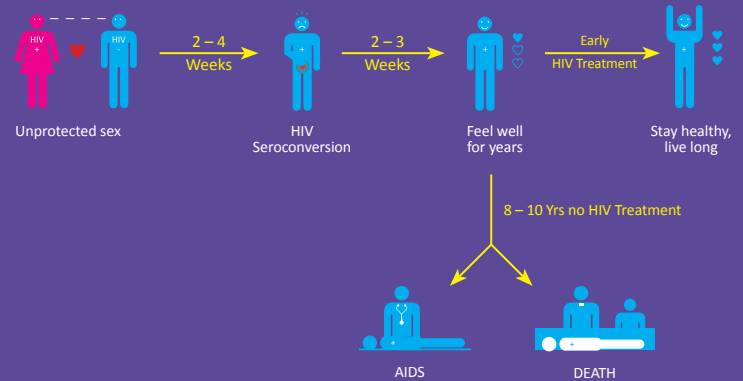 HIV
+
HIV
-
2 – 4
Weeks
2 – 3
Weeks
Early
HIV Treatment
+
+
+
Unprotected sex
HIV
Seroconversion
Feel well
for years
Stay healthy,
live long
8 – 10 Yrs no HIV Treatment
+
+
AIDS
DEATH